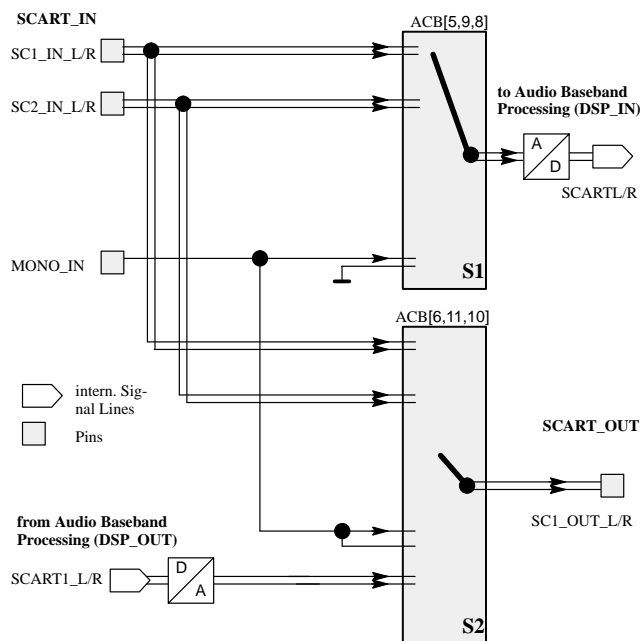 SCART_IN
ACB[5,9,8]
SC1_IN_L/R
SC2_IN_L/R
to Audio Baseband
Processing (DSP_IN)
A
D
SCARTL/R
MONO_IN
S1
ACB[6,11,10]
intern. Sig-
nal Lines
Pins
SCART_OUT
SC1_OUT_L/R
from Audio Baseband
Processing (DSP_OUT)
SCART1_L/R
D
A
S2